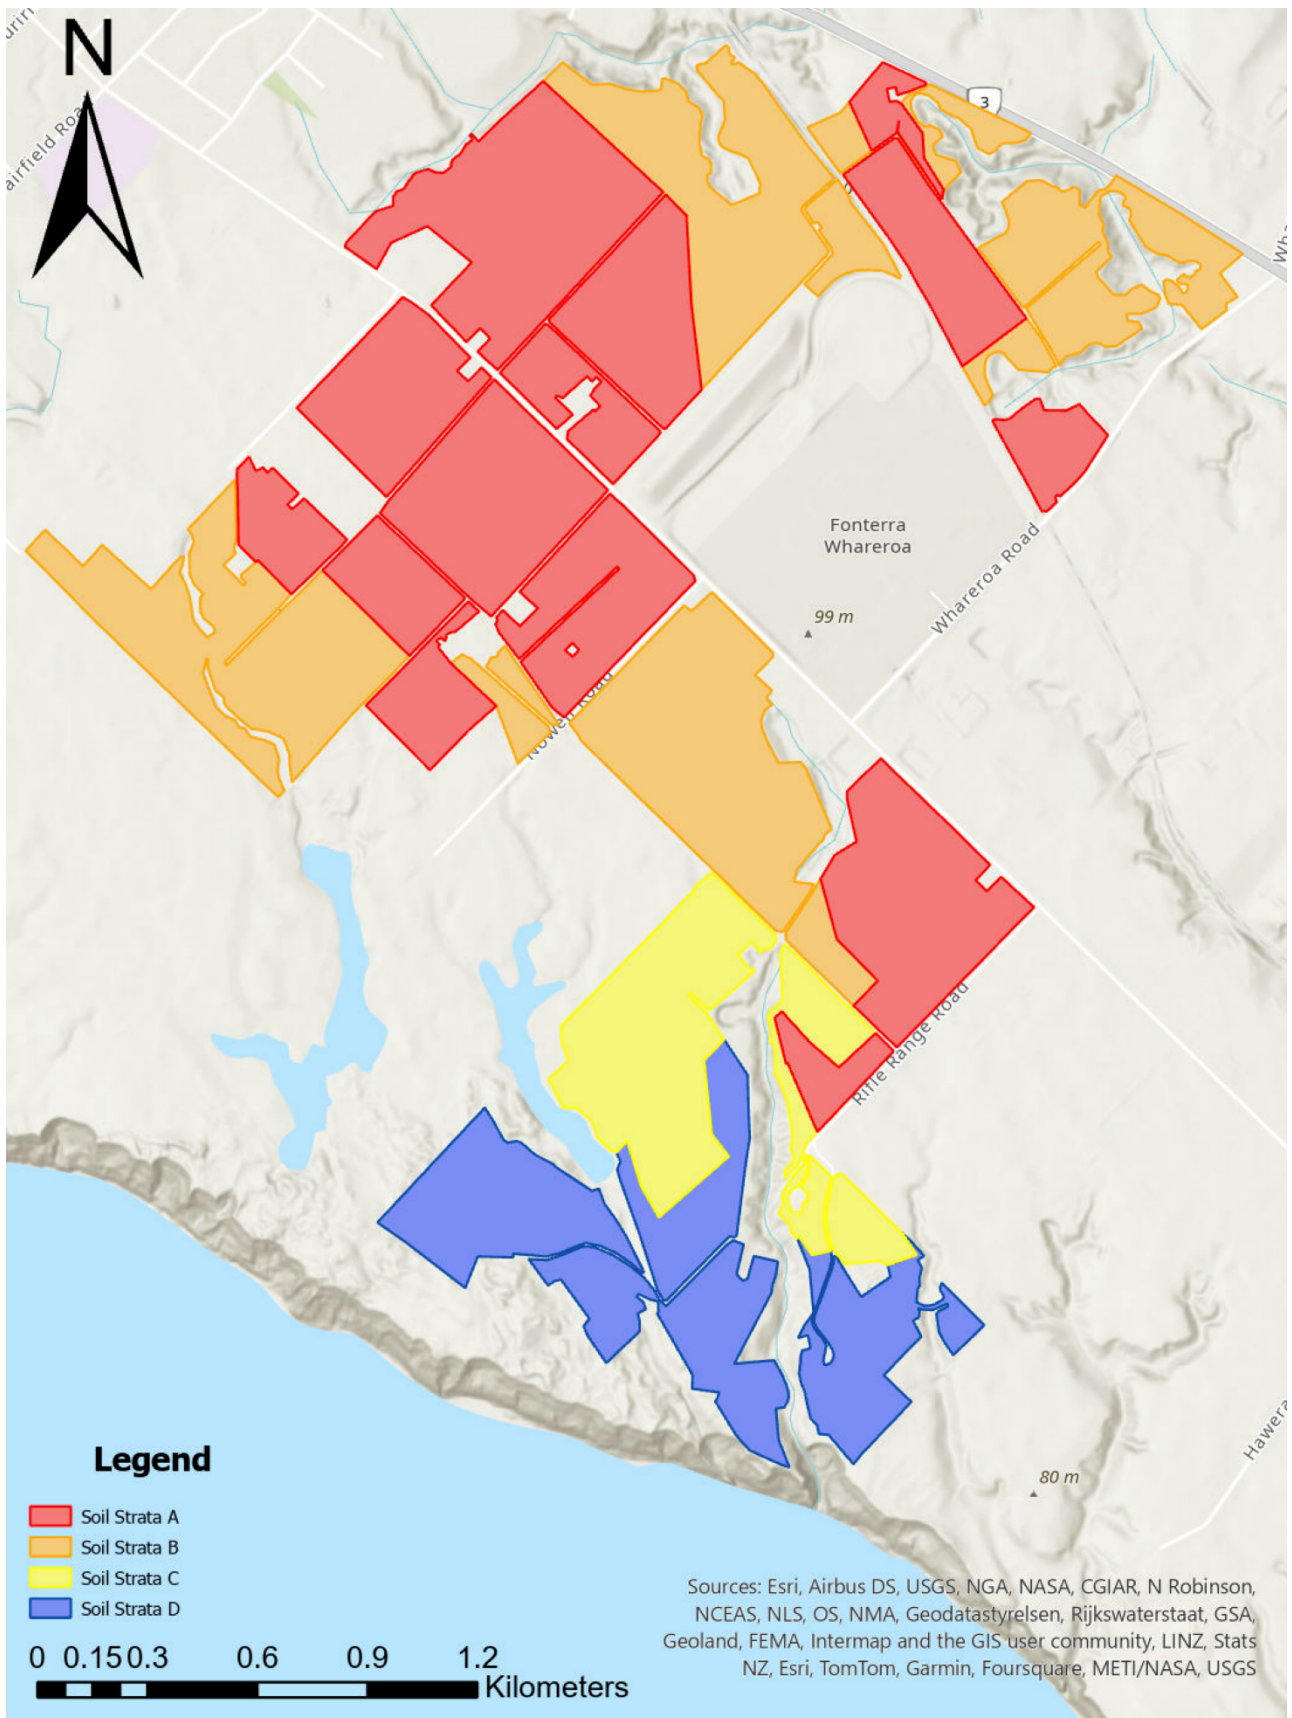 N
uriri
airfield Roa
3
Wha
Fonterra
Whareroa
99 m
Whareroa Road
Nowell Road
Rifle Range Road
Hawera
80 m
Legend
Soil Strata A
Soil Strata B
Soil Strata C
Soil Strata D
0 0.15 0.3 0.6 0.9 1.2
Kilometers
Sources: Esri, Airbus DS, USGS, NGA, NASA, CGIAR, N Robinson,
NCEAS, NLS, OS, NMA, Geodatastyrelsen, Rijkswaterstaat, GSA,
Geoland, FEMA, Intermap and the GIS user community, LINZ, Stats
NZ, Esri, TomTom, Garmin, Foursquare, METI/NASA, USGS